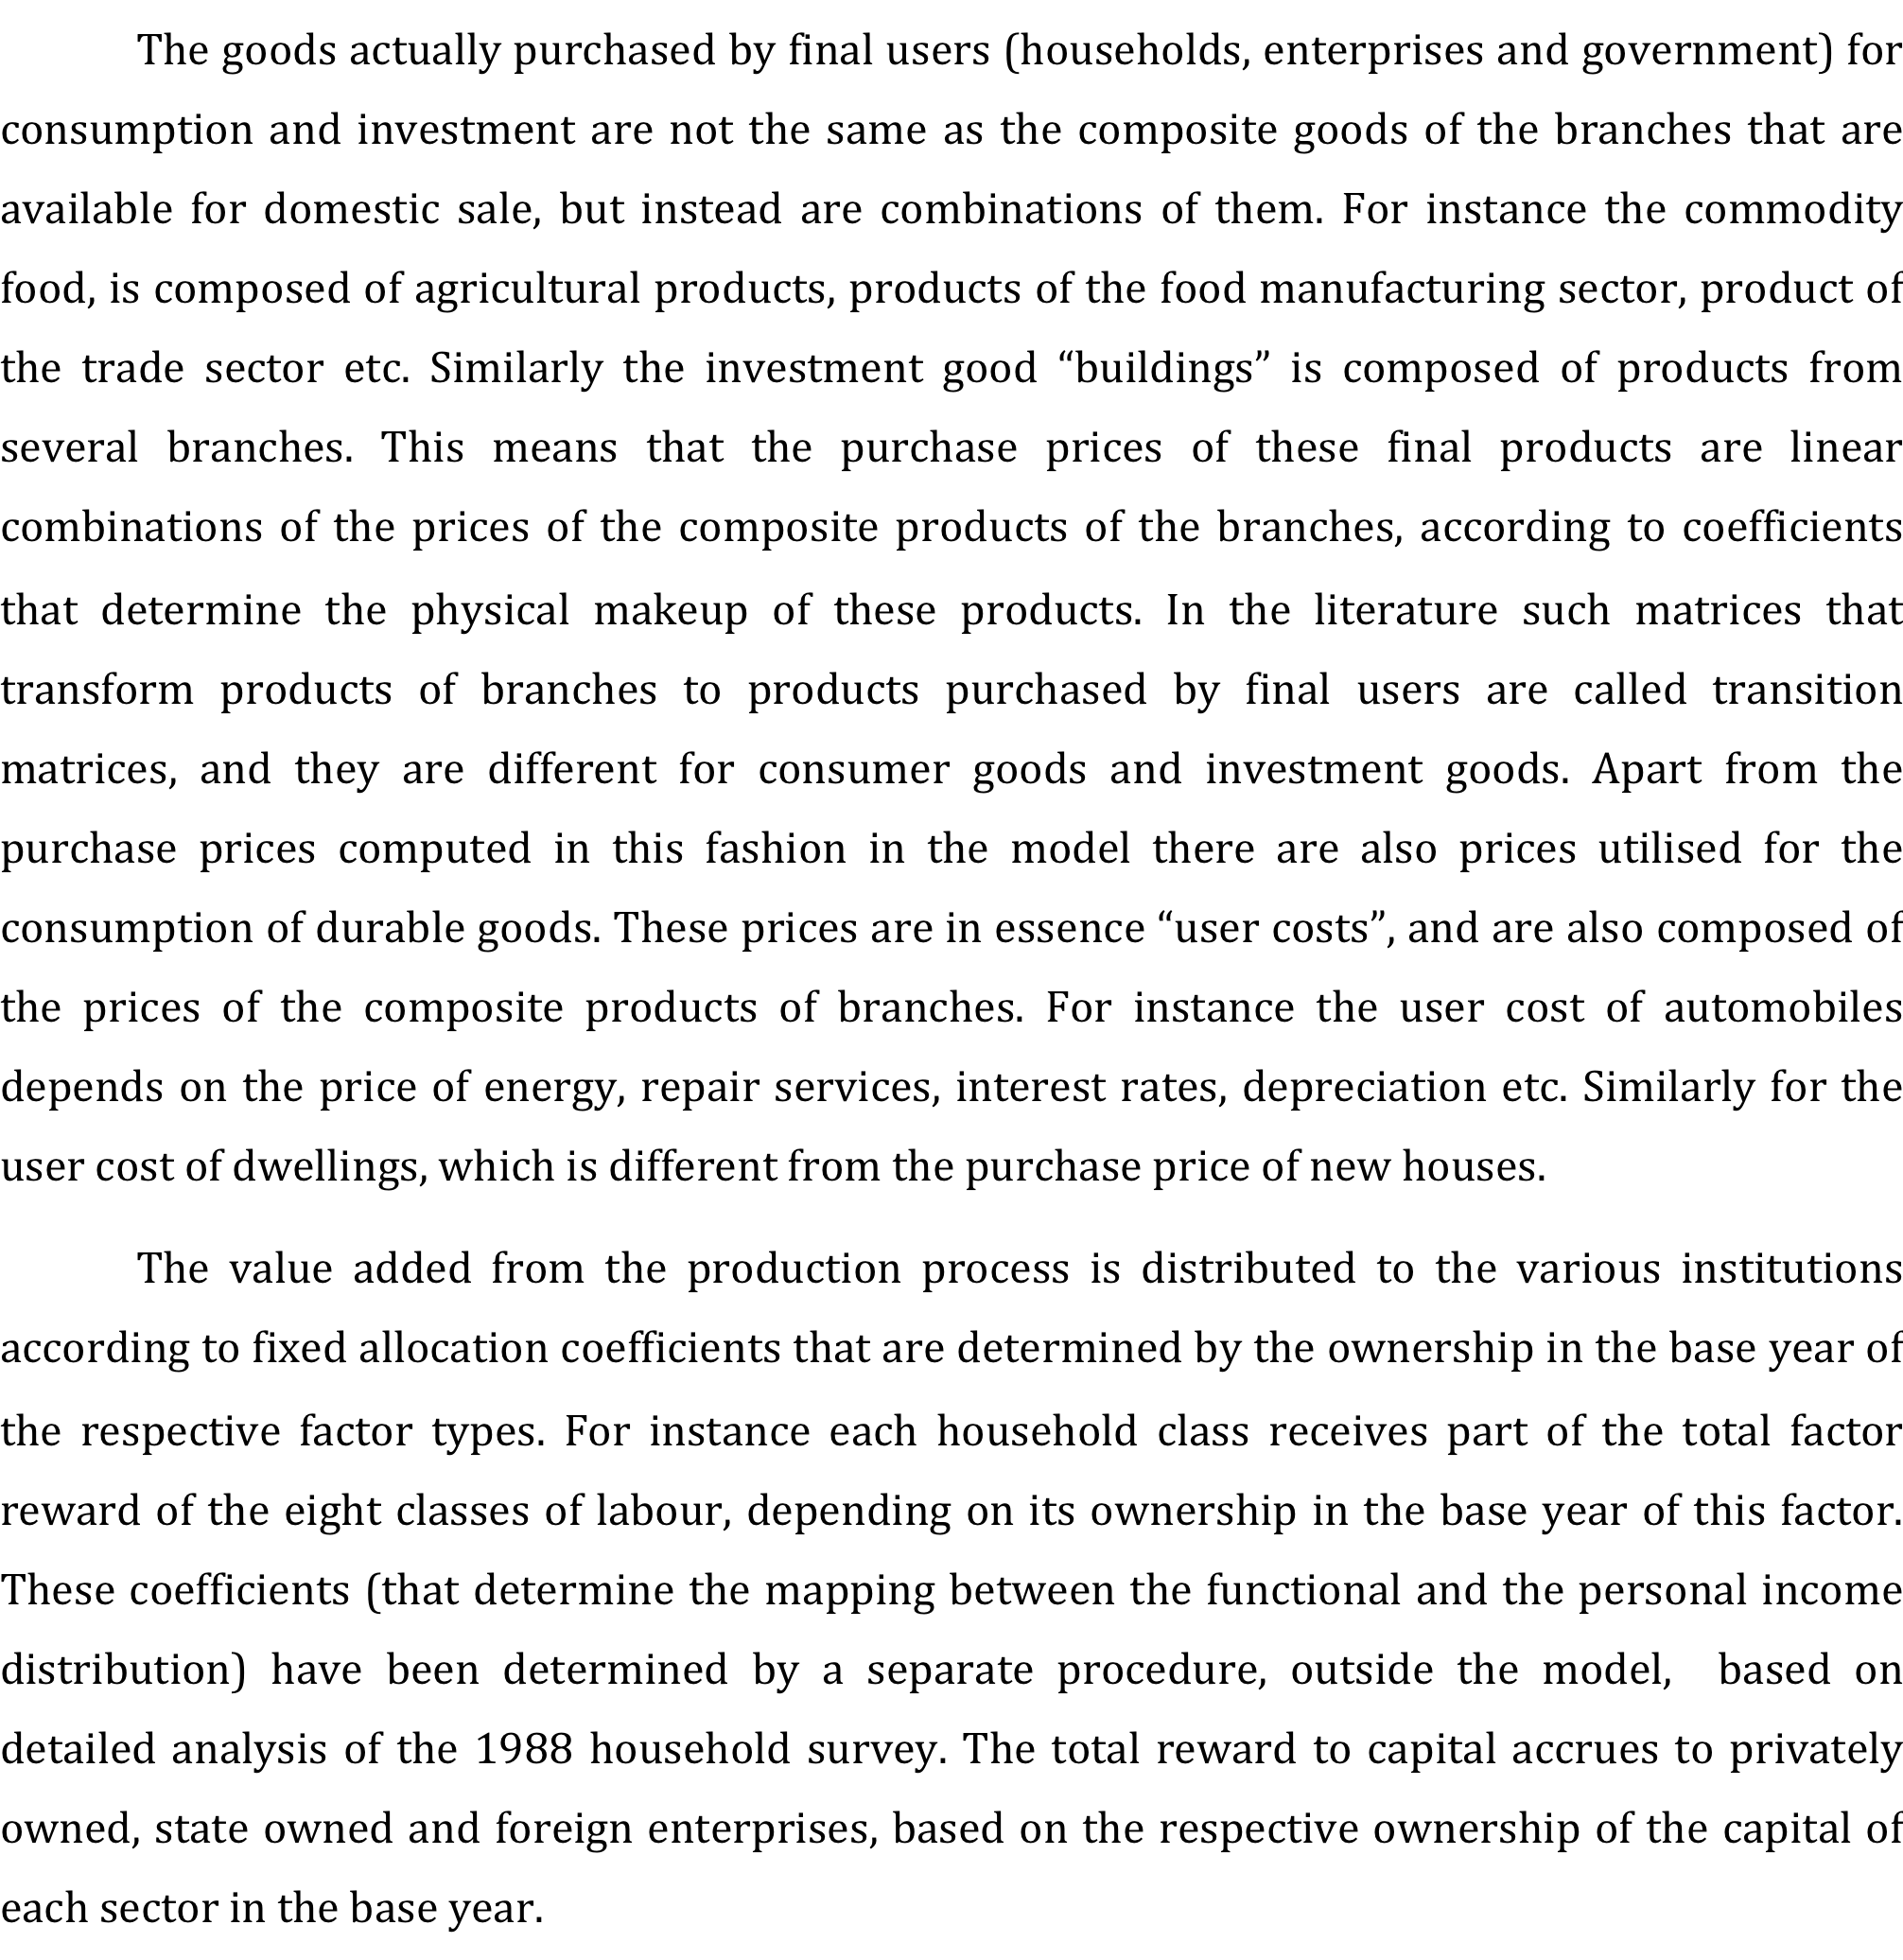 The goods actually purchased by final users (households, enterprises and government) for
consumption and investment are not the same as the composite goods of the branches that are
available for domestic sale, but instead are combinations of them. For instance the commodity
food, is composed of agricultural products, products of the food manufacturing sector, product of
the trade sector etc. Similarly the investment good “buildings” is composed of products from
several branches. This means that the purchase prices of these final products are linear
combinations of the prices of the composite products of the branches, according to coefficients
that determine the physical makeup of these products. In the literature such matrices that
transform products of branches to products purchased by final users are called transition
matrices, and they are different for consumer goods and investment goods. Apart from the
purchase prices computed in this fashion in the model there are also prices utilised for the
consumption of durable goods. These prices are in essence “user costs”, and are also composed of
the prices of the composite products of branches. For instance the user cost of automobiles
depends on the price of energy, repair services, interest rates, depreciation etc. Similarly for the
user cost of dwellings, which is different from the purchase price of new houses.
The value added from the production process is distributed to the various institutions
according to fixed allocation coefficients that are determined by the ownership in the base year of
the respective factor types. For instance each household class receives part of the total factor
reward of the eight classes of labour, depending on its ownership in the base year of this factor.
These coefficients (that determine the mapping between the functional and the personal income
distribution) have been determined by a separate procedure, outside the model,  based on
detailed analysis of the 1988 household survey. The total reward to capital accrues to privately
owned, state owned and foreign enterprises, based on the respective ownership of the capital of
each sector in the base year.